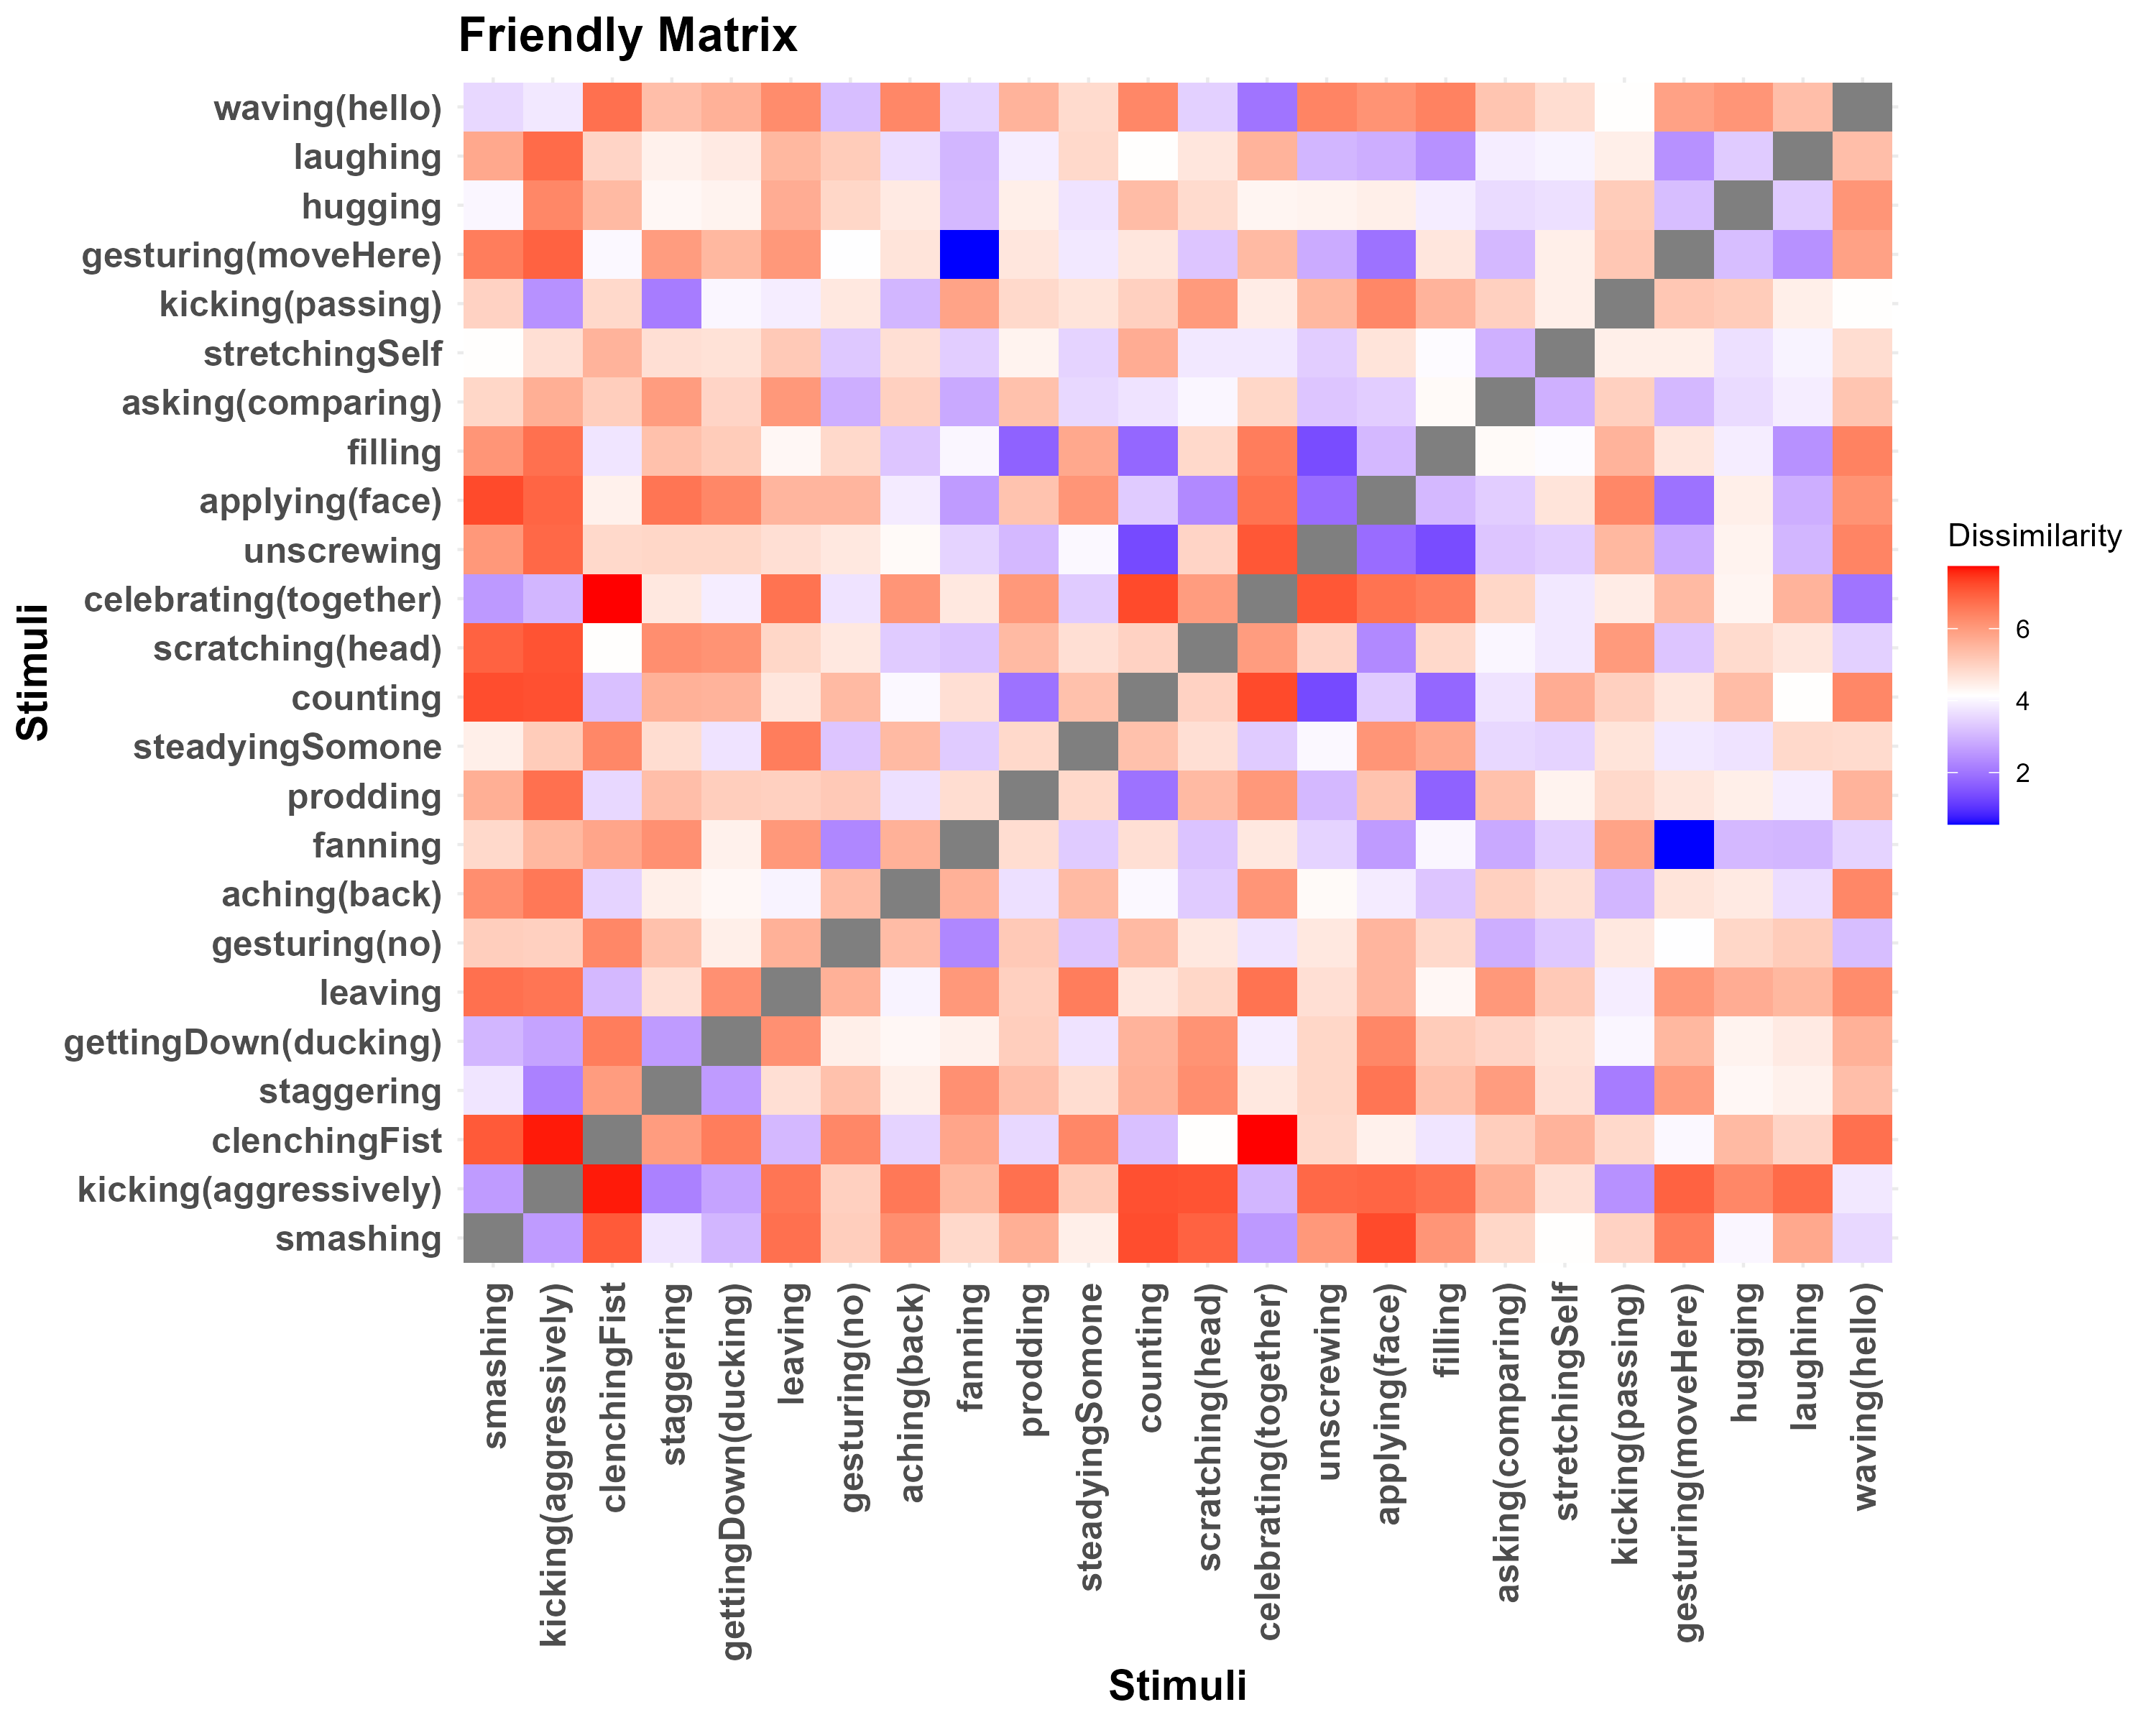 Friendly Matrix
Stimuli
waving(hello)
laughing
hugging
gesturing(moveHere)
kicking(passing)
stretchingSelf
asking(comparing)
filling
applying(face)
unscrewing
celebrating(together)
scratching(head)
counting
steadyingSomone
prodding
fanning
aching(back)
gesturing(no)
leaving
gettingDown(ducking)
staggering
clenchingFist
kicking(aggressively)
smashing
smashing
kicking(aggressively)
clenchingFist
staggering
gettingDown(ducking)
leaving
gesturing(no)
aching(back)
fanning
prodding
steadyingSomone
counting
scratching(head)
celebrating(together)
unscrewing
applying(face)
filling
asking(comparing)
stretchingSelf
kicking(passing)
gesturing(moveHere)
hugging
laughing
waving(hello)
Stimuli
Dissimilarity
6
4
2